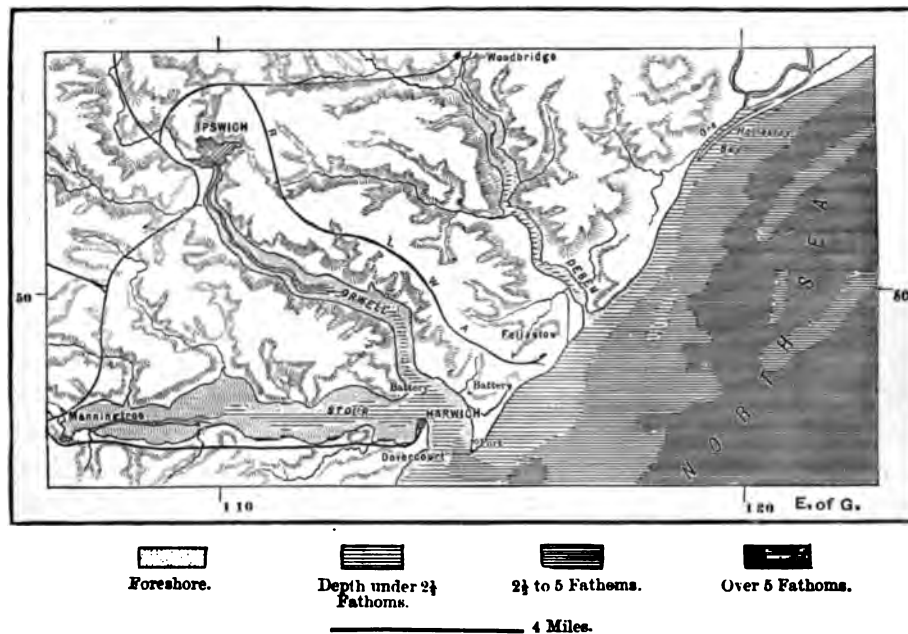 Woodbridge
IPSWICH
R
A
I
L
W
A
Ore
Hollesley
Bay
DEBEN
ORWELL
50
50
Felixstow
NORTH SEA
Battery
Battery
Manningtree
STOUR
HARWICH
Dovercourt
Fort
1 10
1 20
E. of G.
Foreshore.
Depth under 2½
Fathoms.
2½ to 5 Fathoms.
Over 5 Fathoms.
4 Miles.